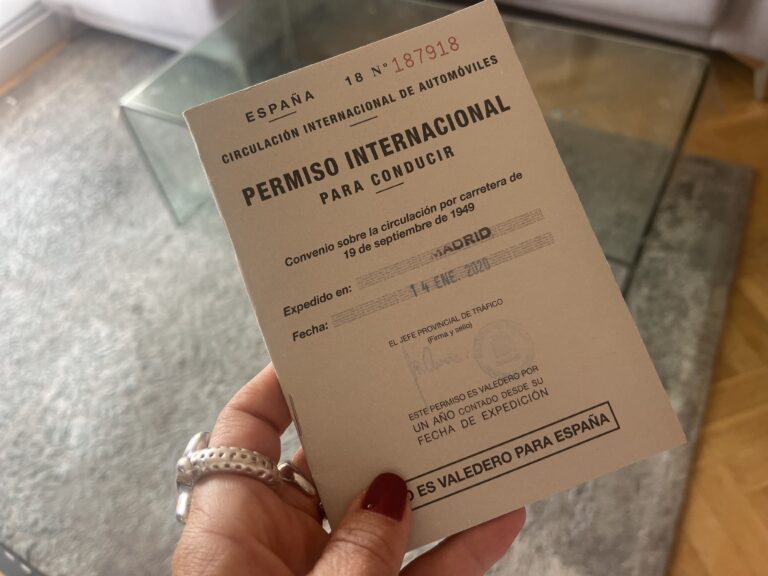 ESPAÑA 18 Nº 187918
CIRCULACIÓN INTERNACIONAL DE AUTOMÓVILES
PERMISO INTERNACIONAL
PARA CONDUCIR
Convenio sobre la circulación por carretera de
19 de septiembre de 1949
Expedido en: MADRID
Fecha: 14 ENE. 2020
EL JEFE PROVINCIAL DE TRÁFICO
(Firma y sello)
ESTE PERMISO ES VALEDERO POR
UN AÑO CONTADO DESDE SU
FECHA DE EXPEDICIÓN
ES VALEDERO PARA ESPAÑA